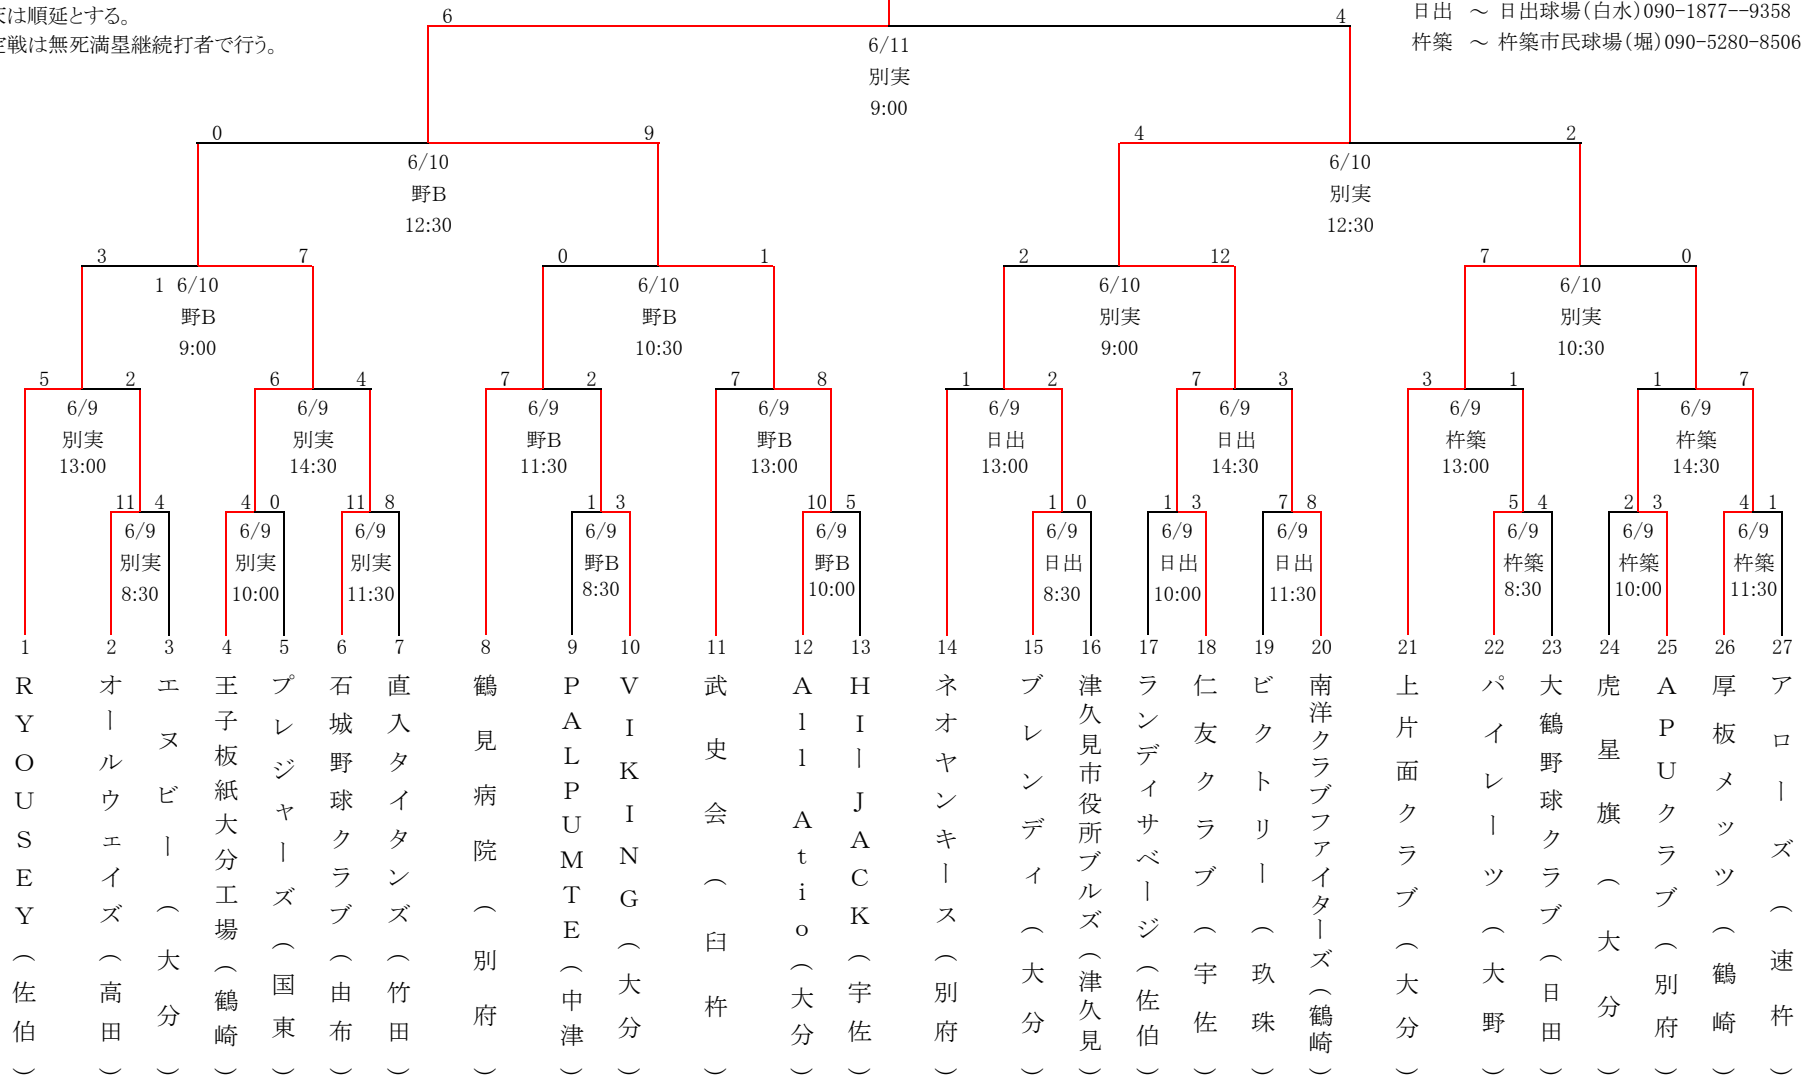 天は順延とする。
定戦は無死満塁継続打者で行う。
日出 ～ 日出球場(白水)090-1877--9358
杵築 ～ 杵築市民球場(堀)090-5280-8506
6 4
6/11
別実
9:00
0 9 4 2
6/10 6/10
野B 別実
12:30 12:30
3 7 0 1 2 12 7 0
1 6/10 6/10 6/10 6/10
野B 野B 別実 別実
9:00 10:30 9:00 10:30
5 2 6 4 7 2 7 8 1 2 7 3 3 1 1 7
6/9 6/9 6/9 6/9 6/9 6/9 6/9 6/9
別実 別実 野B 野B 日出 日出 杵築 杵築
13:00 14:30 11:30 13:00 13:00 14:30 13:00 14:30
11 4 4 0 11 8 1 3 10 5 1 0 1 3 7 8 5 4 2 3 4 1
6/9 6/9 6/9 6/9 6/9 6/9 6/9 6/9 6/9 6/9 6/9
別実 別実 別実 野B 野B 日出 日出 日出 杵築 杵築 杵築
8:30 10:00 11:30 8:30 10:00 8:30 10:00 11:30 8:30 10:00 11:30
1 2 3 4 5 6 7 8 9 10 11 12 13 14 15 16 17 18 19 20 21 22 23 24 25 26 27
RYOUSEY(佐伯)
オールウェイズ(高田)
エヌビー(大分)
王子板紙大分工場(鶴崎)
プレジャーズ(国東)
石城野球クラブ(由布)
直入タイタンズ(竹田)
鶴見病院(別府)
PALPUMTE(中津)
VIKING(大分)
武史会(臼杵)
All Atio(大分)
HIーJACK(宇佐)
ネオヤンキース(別府)
ブレンディ(大分)
津久見市役所ブルズ(津久見)
ランディサベージ(佐伯)
仁友クラブ(宇佐)
ビクトリー(玖珠)
南洋クラブファイターズ(鶴崎)
上片面クラブ(大分)
パイレーツ(大野)
大鶴野球クラブ(日田)
虎星旗(大分)
APUクラブ(別府)
厚板メッツ(鶴崎)
アローズ(速杵)